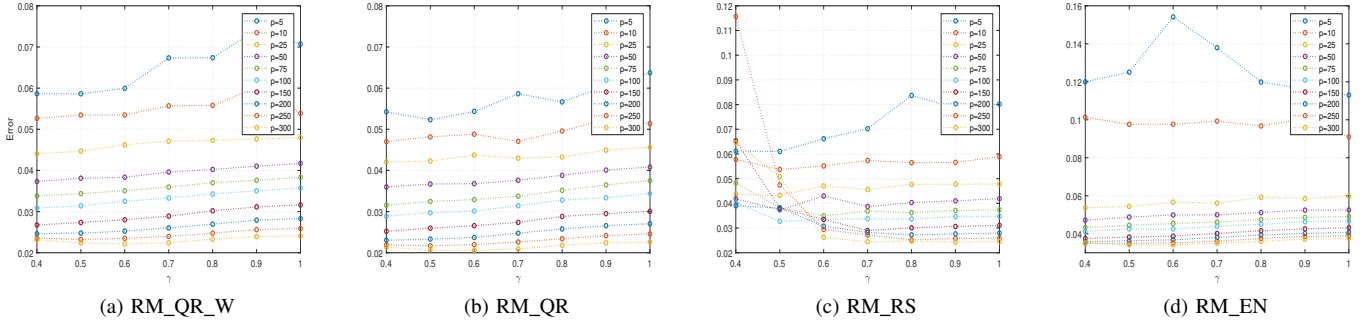 0.08
0.07
0.06
0.05
0.04
0.03
0.02
Error
0.4 0.5 0.6 0.7 0.8 0.9 1
γ
p=5
p=10
p=25
p=50
p=75
p=100
p=150
p=200
p=250
p=300
(a) RM_QR_W
0.08
0.07
0.06
0.05
0.04
0.03
0.02
0.4 0.5 0.6 0.7 0.8 0.9 1
γ
p=5
p=10
p=25
p=50
p=75
p=100
p=150
p=200
p=250
p=300
(b) RM_QR
0.12
0.11
0.1
0.09
0.08
0.07
0.06
0.05
0.04
0.03
0.02
0.4 0.5 0.6 0.7 0.8 0.9 1
γ
p=5
p=10
p=25
p=50
p=75
p=100
p=150
p=200
p=250
p=300
(c) RM_RS
0.16
0.14
0.12
0.1
0.08
0.06
0.04
0.4 0.5 0.6 0.7 0.8 0.9 1
γ
p=5
p=10
p=25
p=50
p=75
p=100
p=150
p=200
p=250
p=300
(d) RM_EN